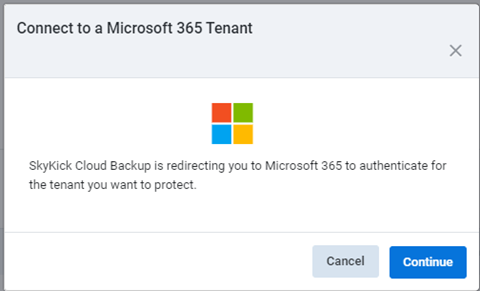 Connect to a Microsoft 365 Tenant
SkyKick Cloud Backup is redirecting you to Microsoft 365 to authenticate for
the tenant you want to protect.
Cancel
Continue